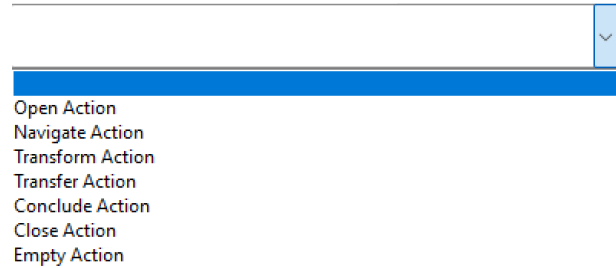 Open Action
Navigate Action
Transform Action
Transfer Action
Conclude Action
Close Action
Empty Action